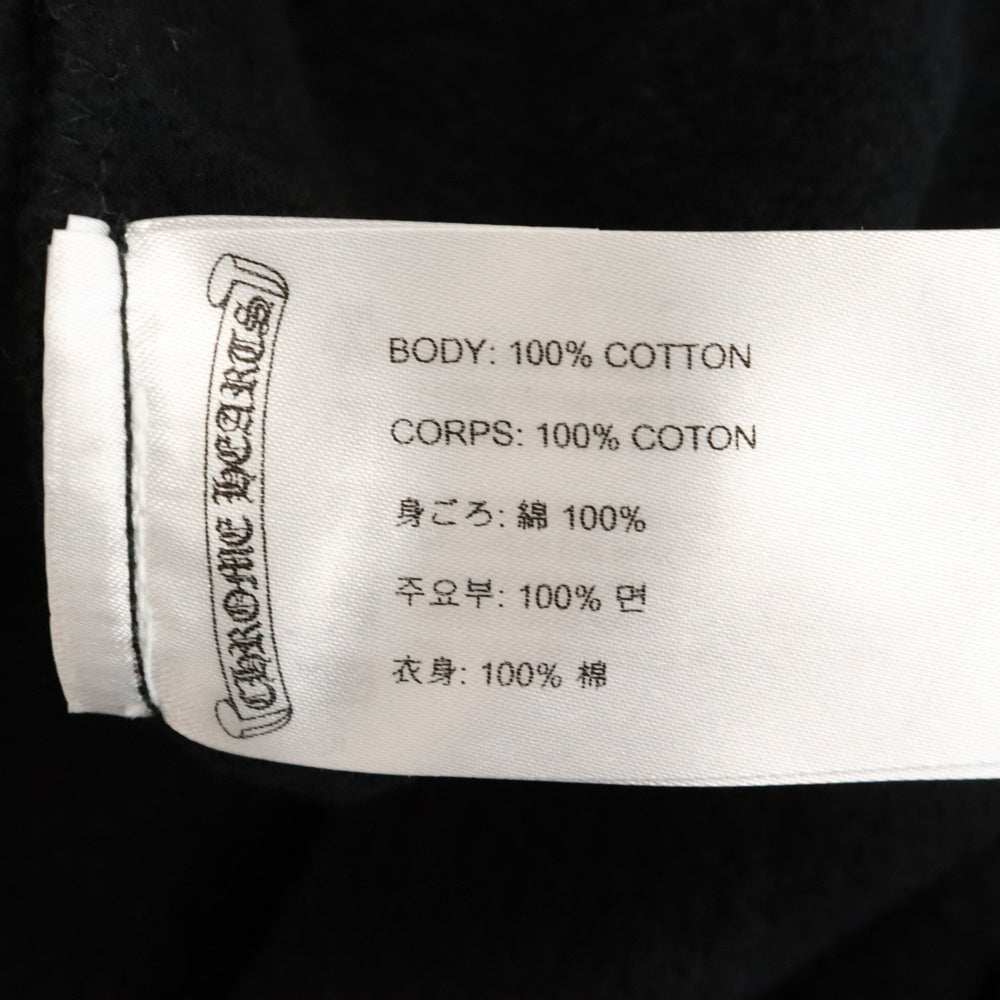 CHROME HEARTS
BODY: 100% COTTON
CORPS: 100% COTON
身ごろ: 綿 100%
주요부: 100% 면
衣身: 100% 棉